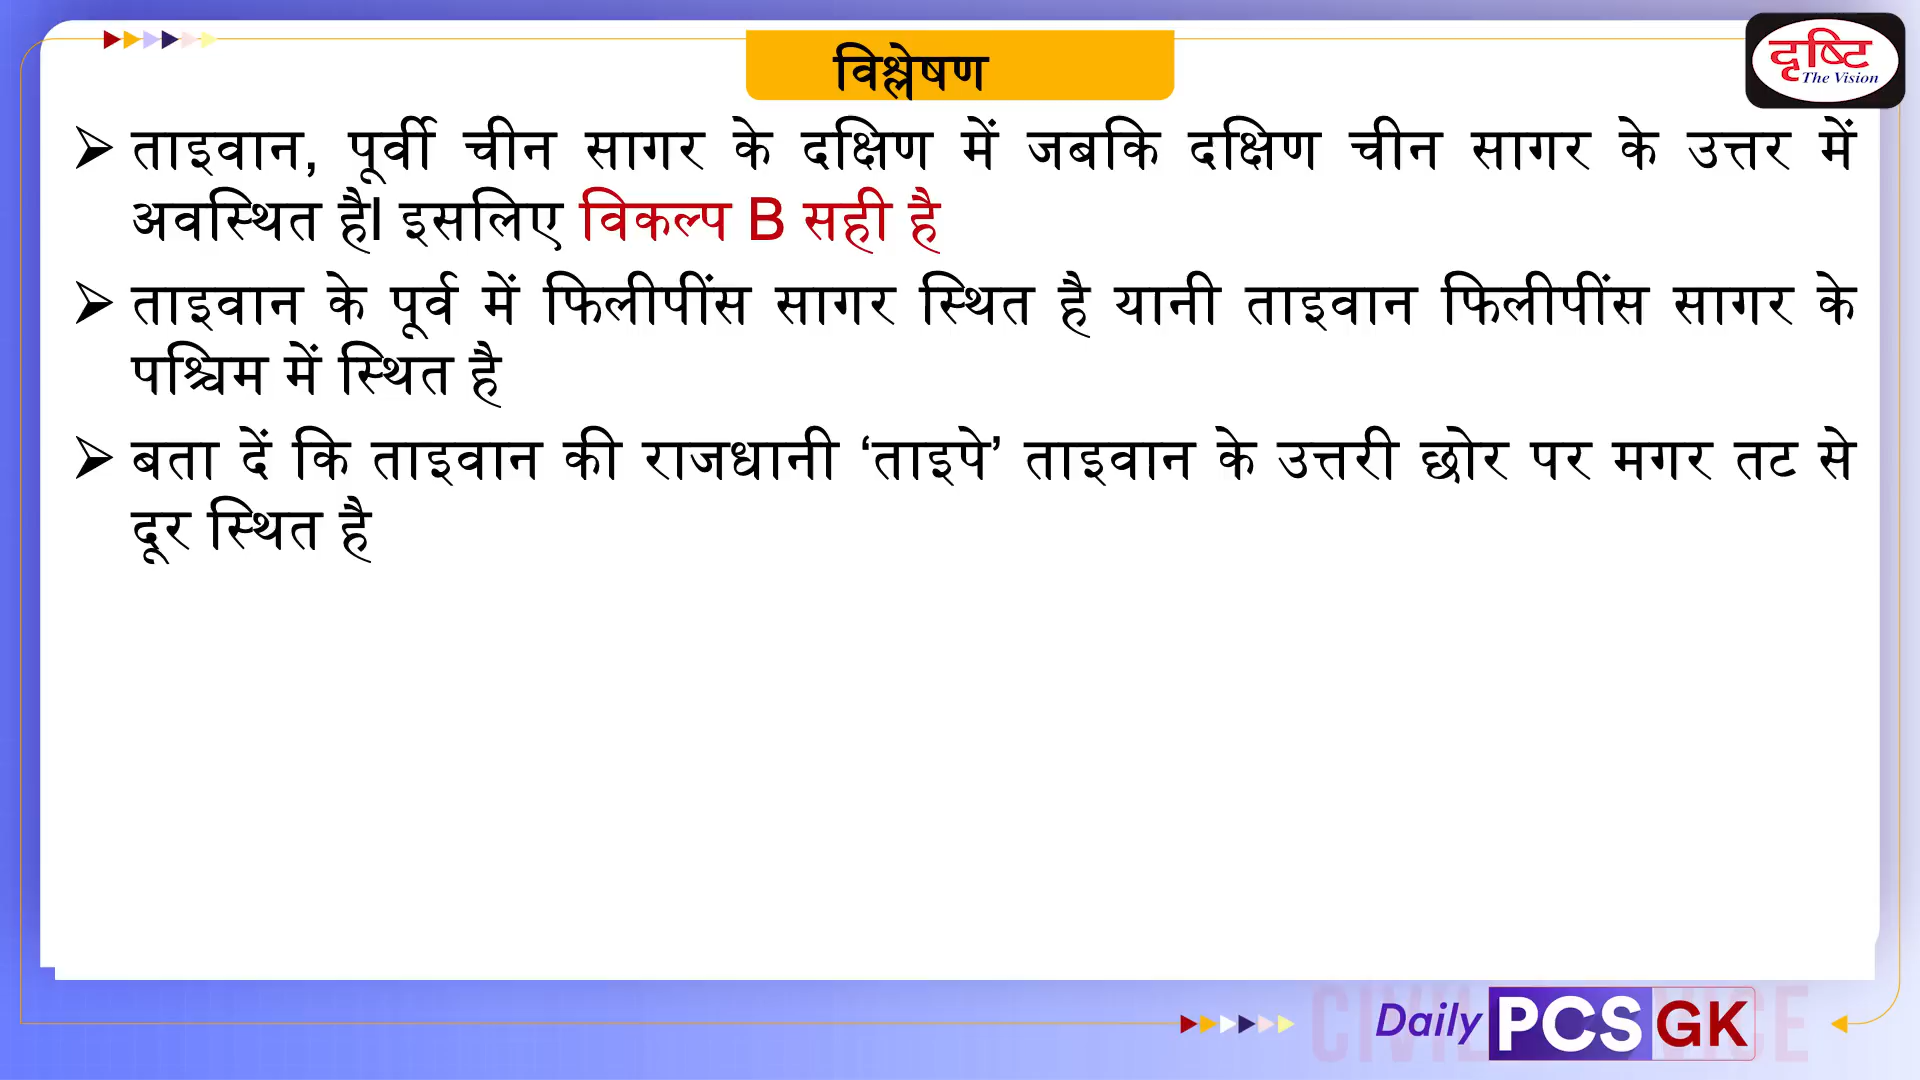 विश्लेषण
दृष्टि
The Vision
➢ ताइवान, पूर्वी चीन सागर के दक्षिण में जबकि दक्षिण चीन सागर के उत्तर में
अवस्थित है। इसलिए विकल्प B सही है
➢ ताइवान के पूर्व में फिलीपींस सागर स्थित है यानी ताइवान फिलीपींस सागर के
पश्चिम में स्थित है
➢ बता दें कि ताइवान की राजधानी ‘ताइपे’ ताइवान के उत्तरी छोर पर मगर तट से
दूर स्थित है
Daily PCS GK